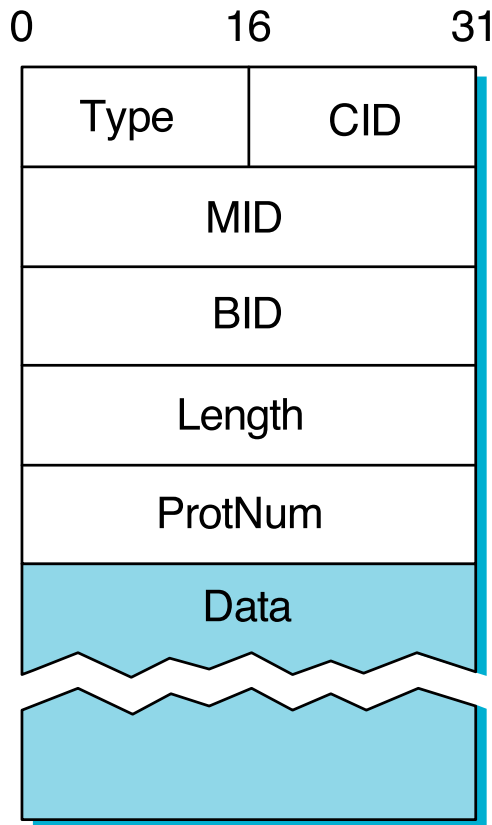 0 16 31
Type CID
MID
BID
Length
ProtNum
Data